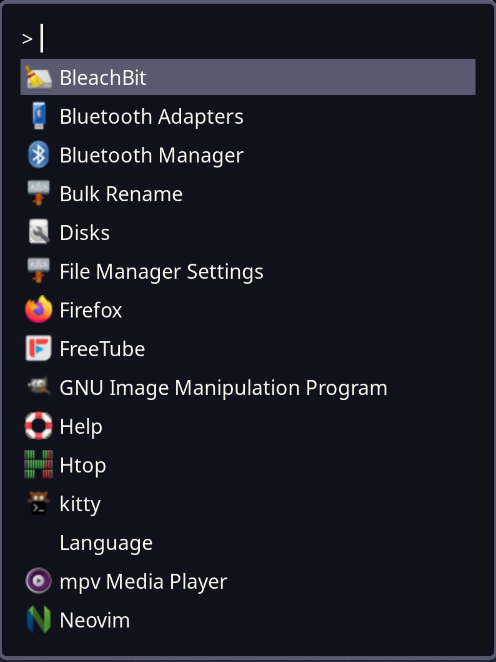 >
BleachBit
Bluetooth Adapters
Bluetooth Manager
Bulk Rename
Disks
File Manager Settings
Firefox
FreeTube
GNU Image Manipulation Program
Help
Htop
kitty
Language
mpv Media Player
Neovim